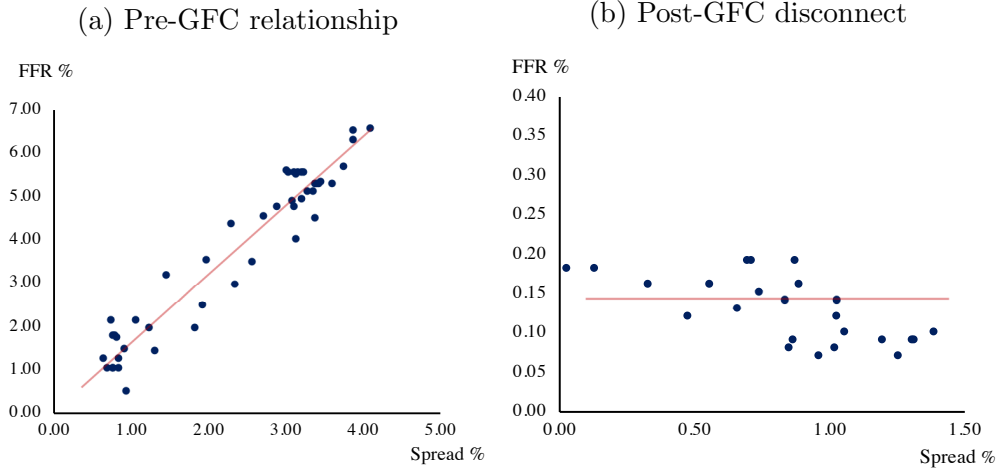 (a) Pre-GFC relationship
FFR %
7.00
6.00
5.00
4.00
3.00
2.00
1.00
0.00
0.00 1.00 2.00 3.00 4.00 5.00
Spread %
(b) Post-GFC disconnect
FFR %
0.40
0.35
0.30
0.25
0.20
0.15
0.10
0.05
0.00
0.00 0.50 1.00 1.50
Spread %